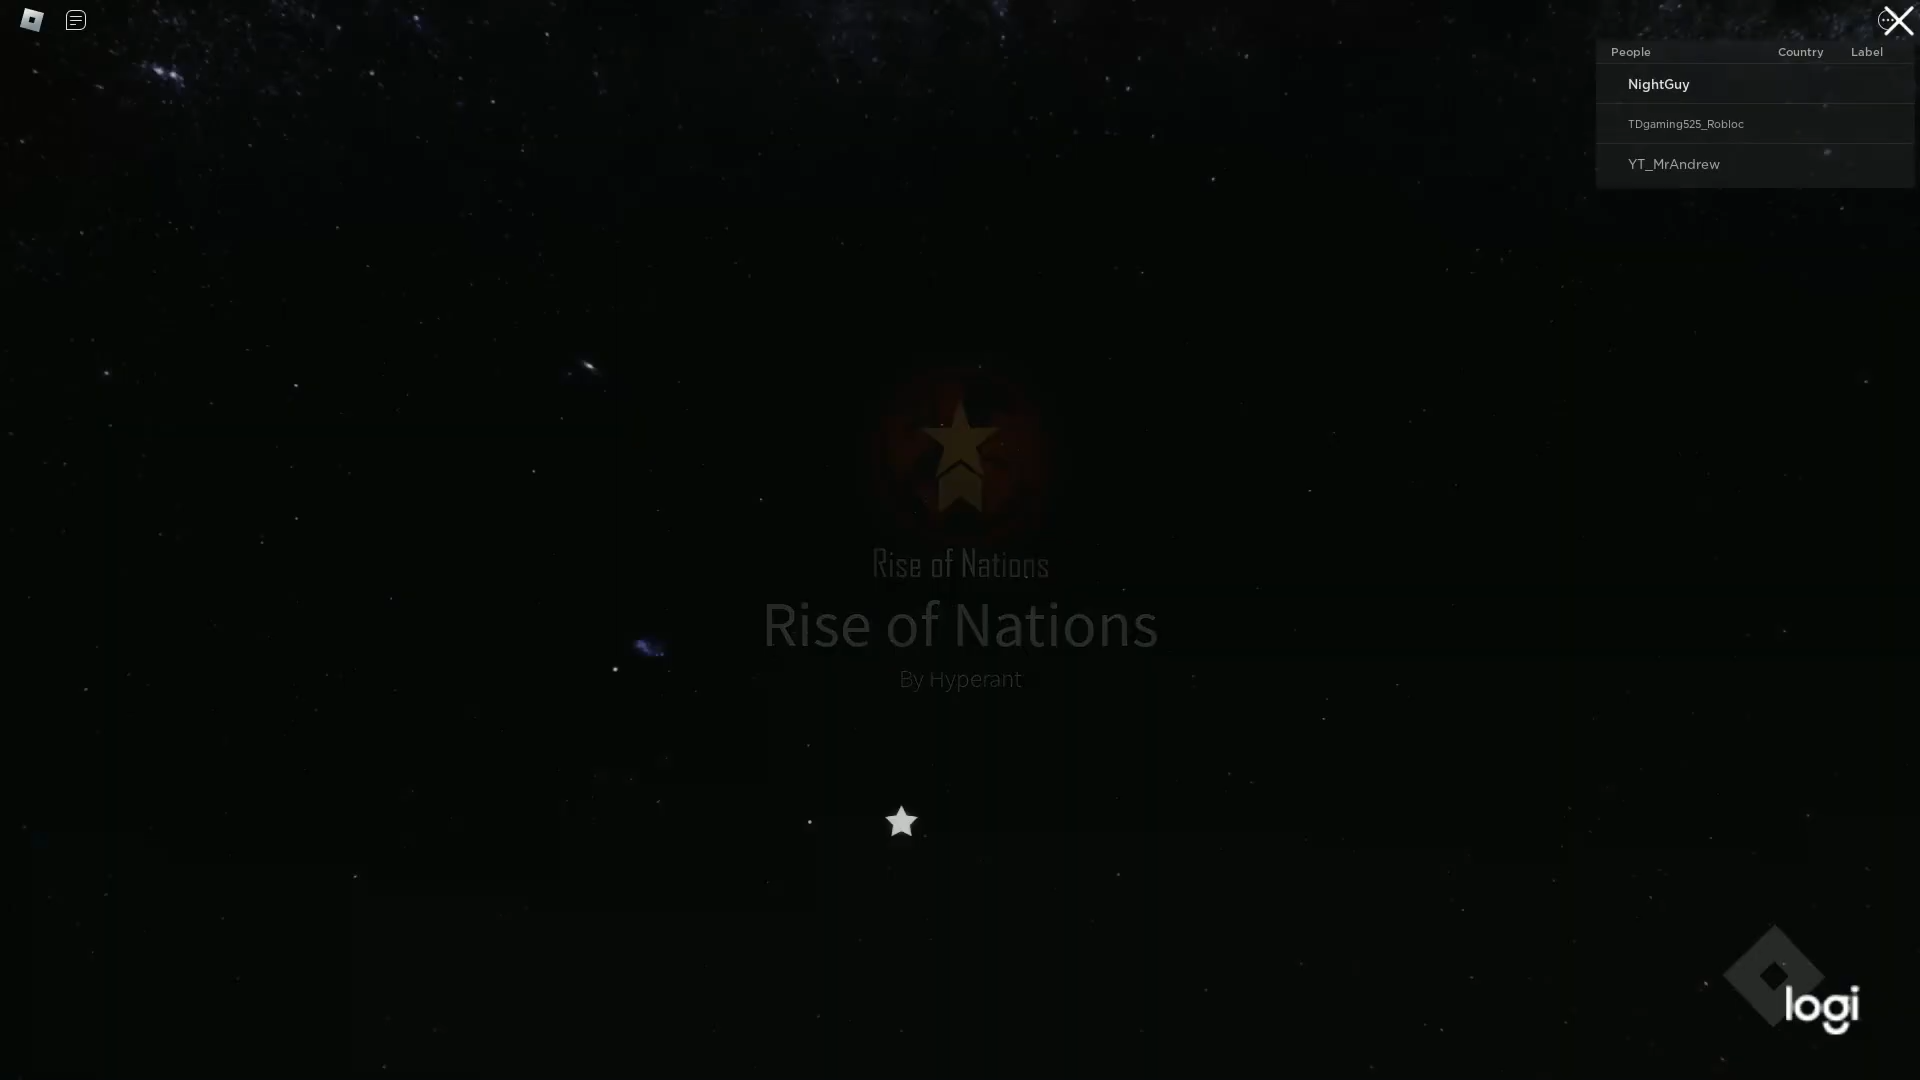 People Country Label
NightGuy
TDgaming525_Robloc
YT_MrAndrew
Rise of Nations
Rise of Nations
By Hyperant
logi